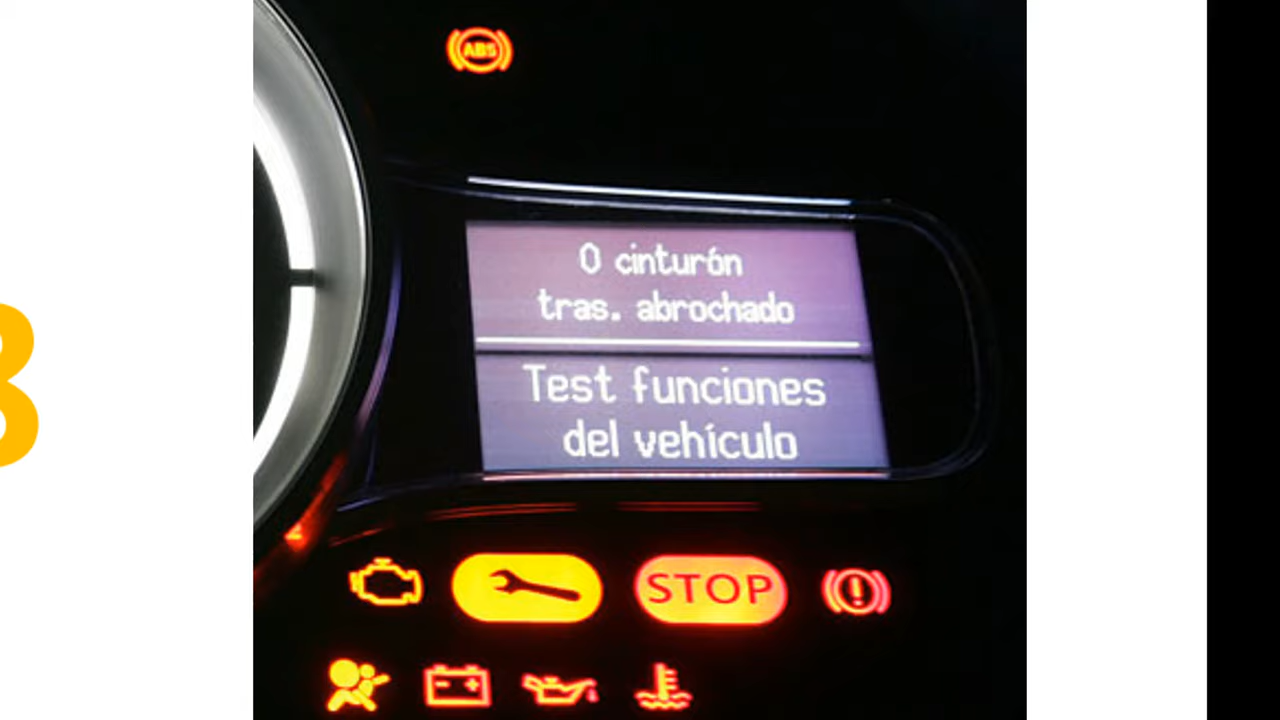 ABS
0 cinturón
tras. abrochado
Test funciones
del vehículo
STOP